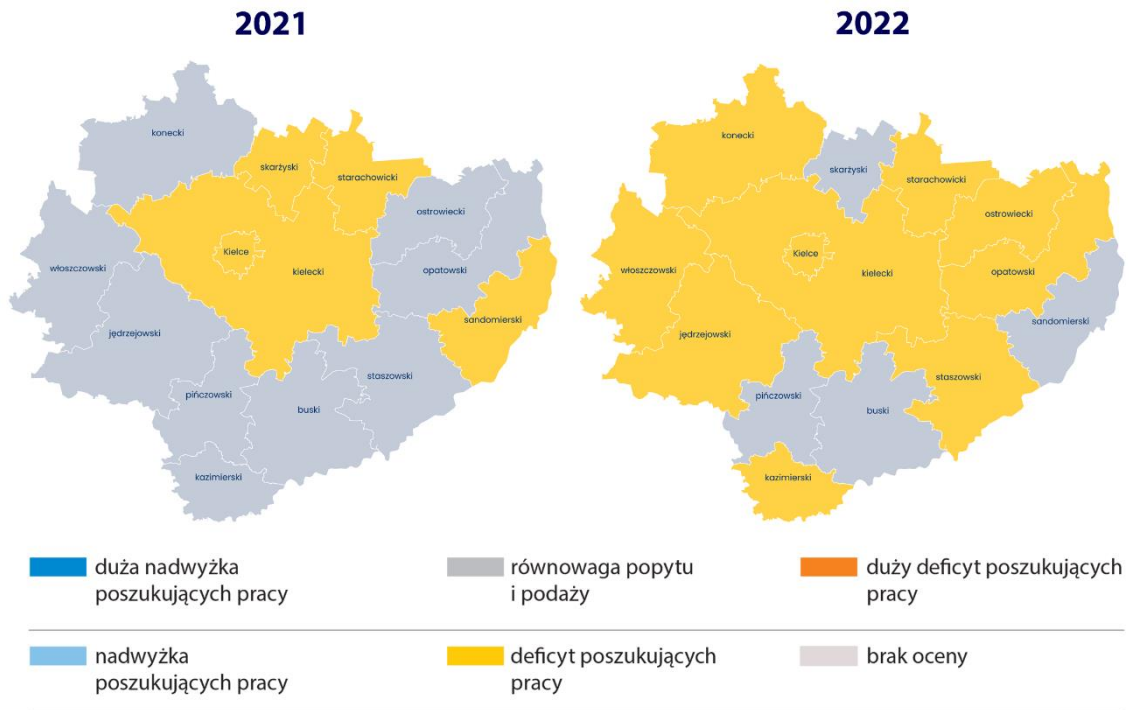 2021
2022
konecki
skarżyski
starachowicki
ostrowiecki
Kielce
kielecki
opatowski
włoszczowski
sandomierski
jędrzejowski
staszowski
pińczowski
buski
kazimierski
konecki
skarżyski
starachowicki
ostrowiecki
Kielce
kielecki
opatowski
włoszczowski
sandomierski
jędrzejowski
staszowski
pińczowski
buski
kazimierski
duża nadwyżka
poszukujących pracy
równowaga popytu
i podaży
duży deficyt poszukujących
pracy
nadwyżka
poszukujących pracy
deficyt poszukujących
pracy
brak oceny